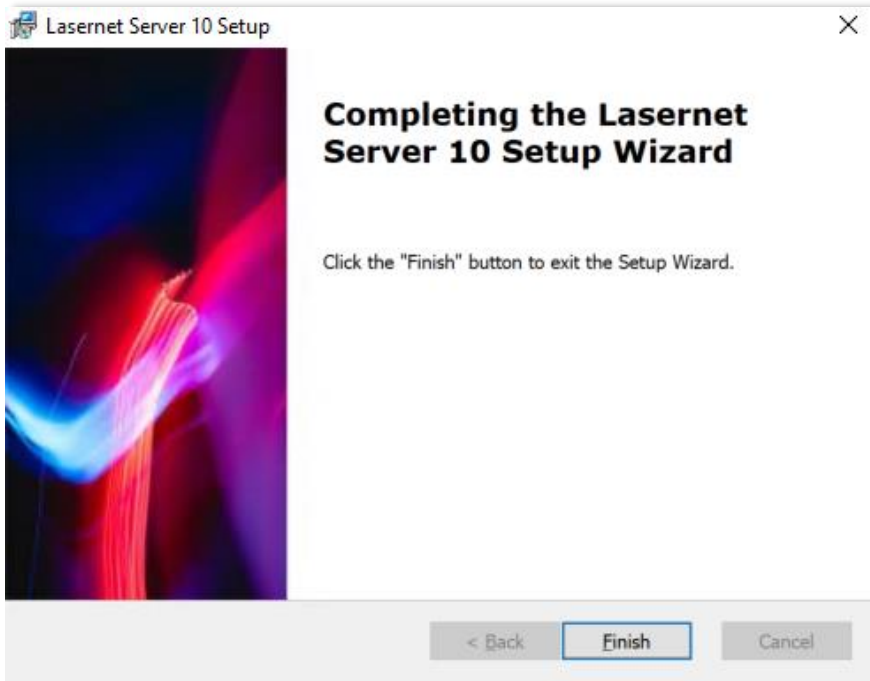 Lasernet Server 10 Setup
Completing the Lasernet
Server 10 Setup Wizard
Click the "Finish" button to exit the Setup Wizard.
< Back
Finish
Cancel